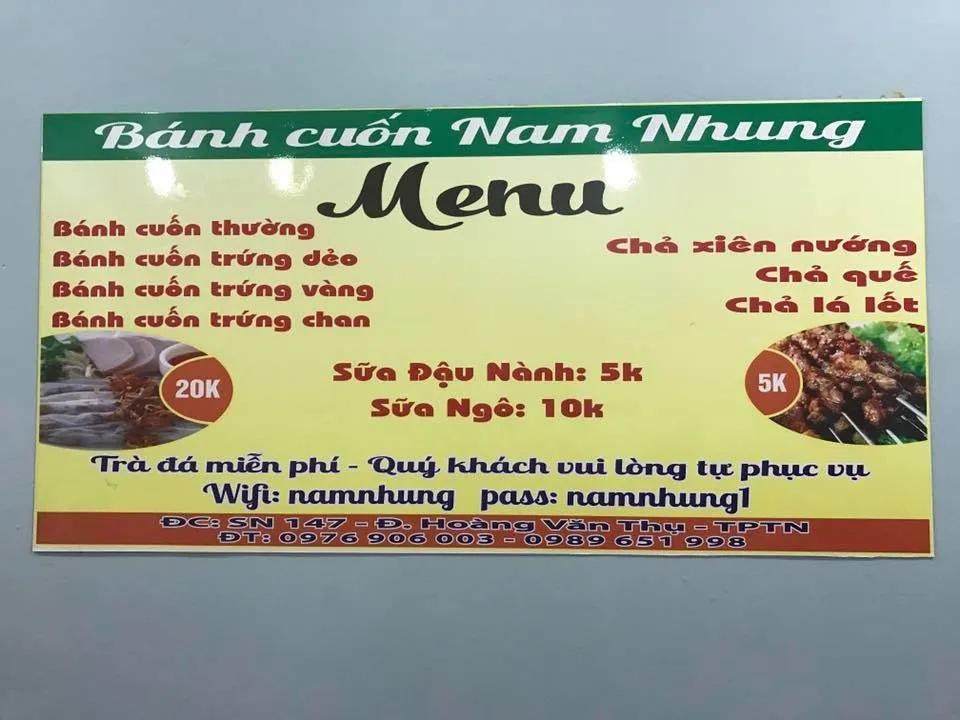 Bánh cuốn Nam Nhung
Menu
Bánh cuốn thường
Bánh cuốn trứng dẻo
Bánh cuốn trứng vàng
Bánh cuốn trứng chan
Chả xiên nướng
Chả quế
Chả lá lốt
20K
Sữa Đậu Nành: 5k
Sữa Ngô: 10k
5K
Trà đá miễn phí - Quý khách vui lòng tự phục vụ
Wifi: namnhung pass: namnhung1
ĐC: SN 147 - Đ. Hoàng Văn Thụ - TPTN
ĐT: 0976 906 003 - 0989 651 998